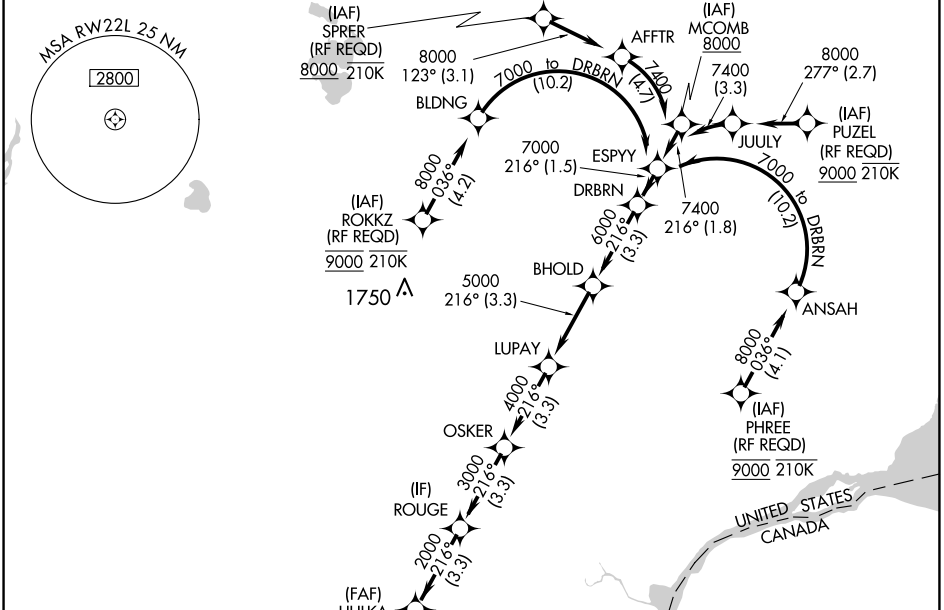 MSA RW22L 25 NM
2800
(IAF)
SPRER
(RF REQD)
8000 210K
8000
123° (3.1)
AFFTR
7400
(4.7)
(IAF)
MCOMB
8000
7400
(3.3)
8000
277° (2.7)
JUULY
(IAF)
PUZEL
(RF REQD)
9000 210K
BLDNG
7000 to DRBRN
(10.2)
8000
036°
(4.2)
(IAF)
ROKKZ
(RF REQD)
9000 210K
1750
ESPYY
7000
216° (1.5)
DRBRN
7400
216° (1.8)
7000 to DRBRN
(10.2)
ANSAH
8000
036°
(4.1)
(IAF)
PHREE
(RF REQD)
9000 210K
6000
216°
(3.3)
BHOLD
5000
216° (3.3)
LUPAY
4000
216°
(3.3)
OSKER
3000
216°
(3.3)
(IF)
ROUGE
2000
216°
(3.3)
(FAF)
UNITED STATES
CANADA